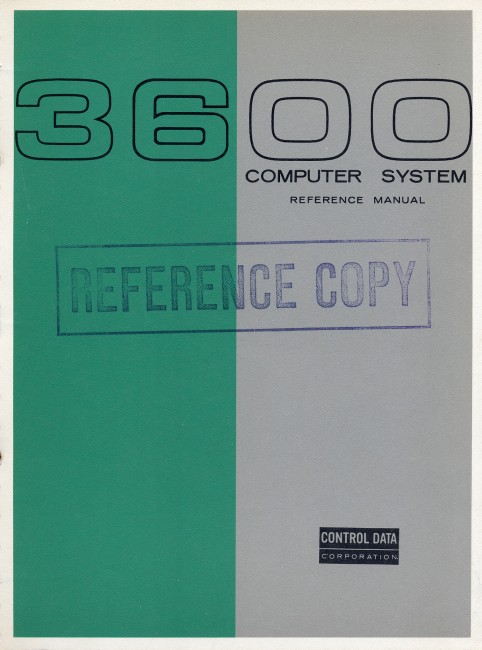 3600
COMPUTER SYSTEM
REFERENCE MANUAL
REFERENCE COPY
CONTROL DATA
CORPORATION